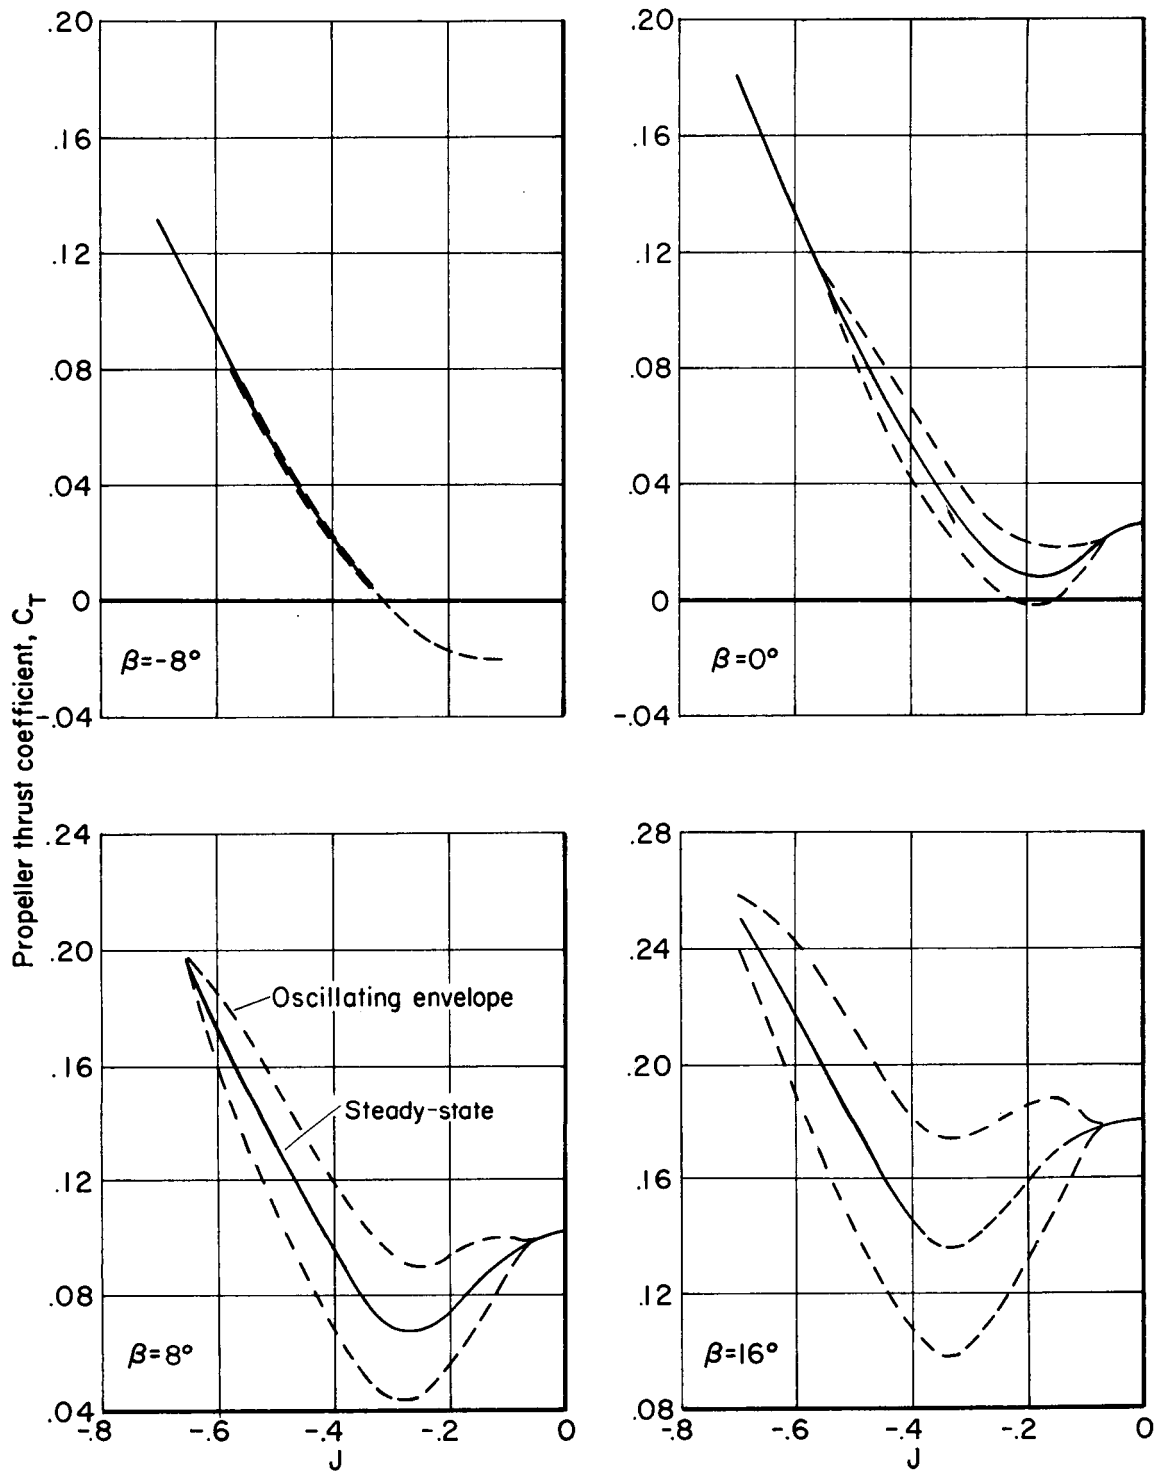 Propeller thrust coefficient, C_T
.20
.16
.12
.08
.04
0
-.04
β=-8°
.20
.16
.12
.08
.04
0
-.04
β=0°
.24
.20
.16
.12
.08
.04
Oscillating envelope
Steady-state
β=8°
-.8 -.6 -.4 -.2 0
J
.28
.24
.20
.16
.12
.08
β=16°
-.8 -.6 -.4 -.2 0
J